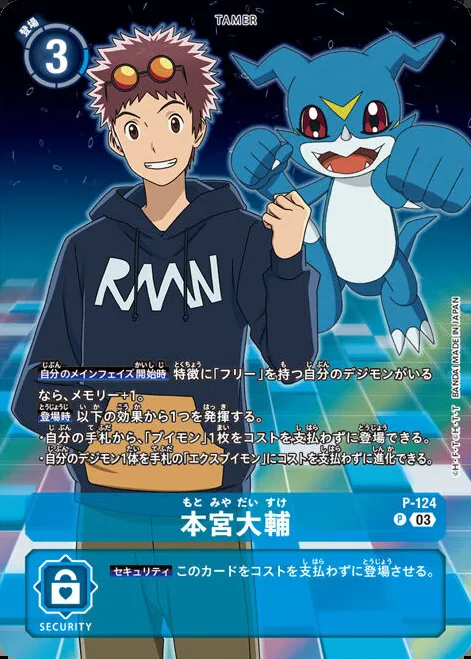 TAMER
登場
3
RMN
自分のメインフェイズ開始時 特徴に「フリー」を持つ自分のデジモンがいる
なら、メモリー+1。
登場時 以下の効果から1つを発揮する。
・自分の手札から、「ブイモン」1枚をコストを支払わずに登場できる。
・自分のデジモン1体を手札の「エクスブイモン」にコストを支払わずに進化できる。
もとみやだいすけ
本宮大輔
P-124
P 03
セキュリティ このカードをコストを支払わずに登場させる。
SECURITY
©H・F・T ©H・T・T BANDAI MADE IN JAPAN